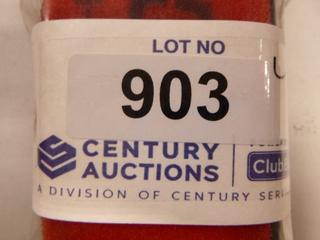 LOT NO
903
CENTURY
AUCTIONS
Club
A DIVISION OF CENTURY SER